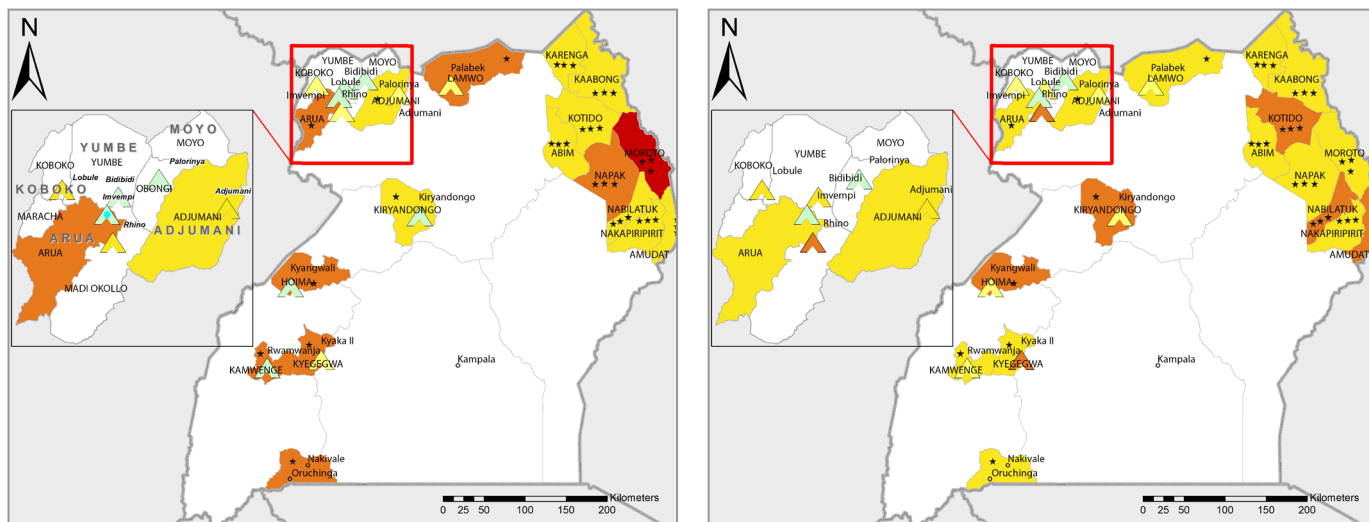 N
KARENGA
KAABONG
KOTIDO
ABIM
MOROTO
NAPAK
NABILATUK
NAKAPIRIPIRIT
AMUDAT
Palabek
LAMWO
YUMBE
MOYO
KOBOKO
Bidibidi
Lobule
Palorinya
Imvempi
Rhino
ADJUMANI
Adjumani
ARUA
MOYO
MOYO
YUMBE
YUMBE
Palorinya
KOBOKO
Lobule
Bidibidi
OBONGI
KOBOKO
Imvempi
Adjumani
MARACHA
Rhino
ADJUMANI
ADJUMANI
ARUA
ARUA
MADI OKOLLO
Kiryandongo
KIRYANDONGO
Kyangwali
HOIMA
Kyaka II
Rwamwanja
KYEGEGWA
KAMWENGE
Kampala
Nakivale
Oruchinga
Kilometers
0 25 50 100 150 200
N
KARENGA
KAABONG
KOTIDO
ABIM
MOROTO
NAPAK
NABILATUK
NAKAPIRIPIRIT
AMUDAT
Palabek
LAMWO
YUMBE
MOYO
KOBOKO
Bidibidi
Lobule
Palorinya
Imvempi
Rhino
ADJUMANI
Adjumani
ARUA
MOYO
YUMBE
Palorinya
KOBOKO
Lobule
Bidibidi
Imvempi
Adjumani
Rhino
ADJUMANI
ARUA
Kiryandongo
KIRYANDONGO
Kyangwali
HOIMA
Kyaka II
Rwamwanja
KYEGEGWA
KAMWENGE
Kampala
Nakivale
Oruchinga
Kilometers
0 25 50 100 150 200